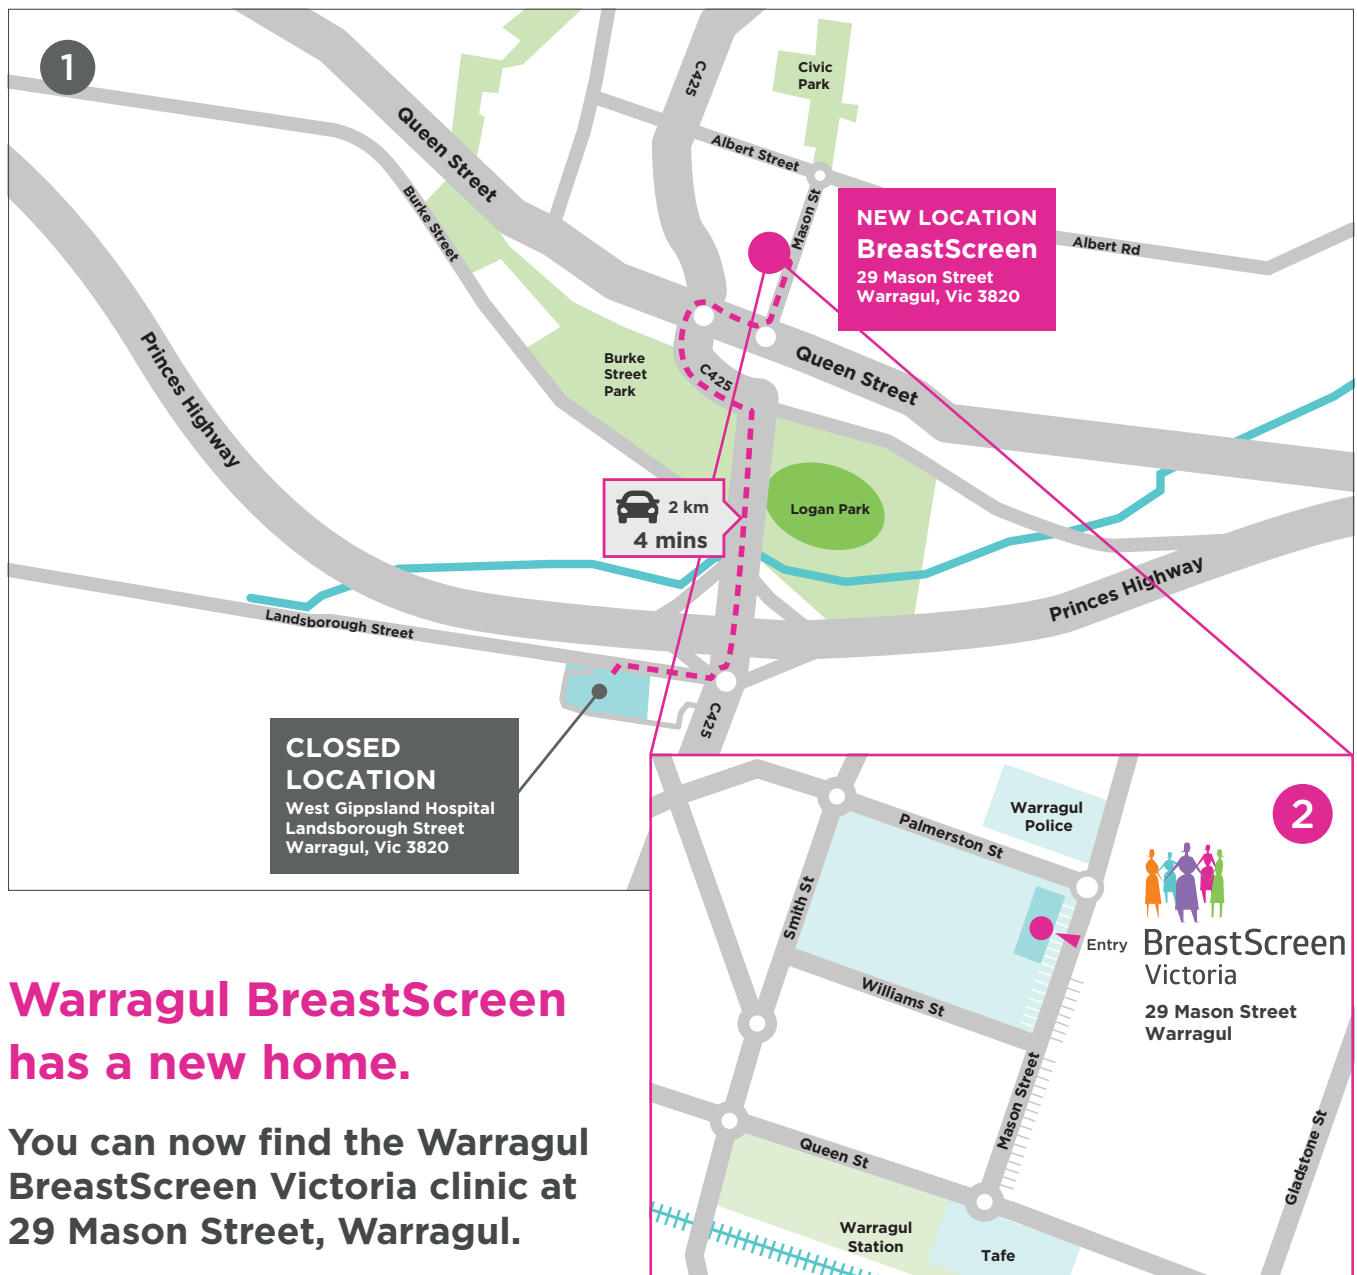 1
C425
Civic
Park
Queen Street
Albert Street
Burke Street
Mason St
NEW LOCATION
BreastScreen
29 Mason Street
Warragul, Vic 3820
Albert Rd
Princes Highway
Burke
Street
Park
C425
Queen Street
2 km
4 mins
Logan Park
Princes Highway
Landsborough Street
C425
CLOSED
LOCATION
West Gippsland Hospital
Landsborough Street
Warragul, Vic 3820
2
Warragul
Police
Palmerston St
Smith St
Entry
BreastScreen
Victoria
29 Mason Street
Warragul
Williams St
Mason Street
Queen St
Gladstone St
Warragul
Station
Tafe
Warragul BreastScreen
has a new home.
You can now find the Warragul
BreastScreen Victoria clinic at
29 Mason Street, Warragul.